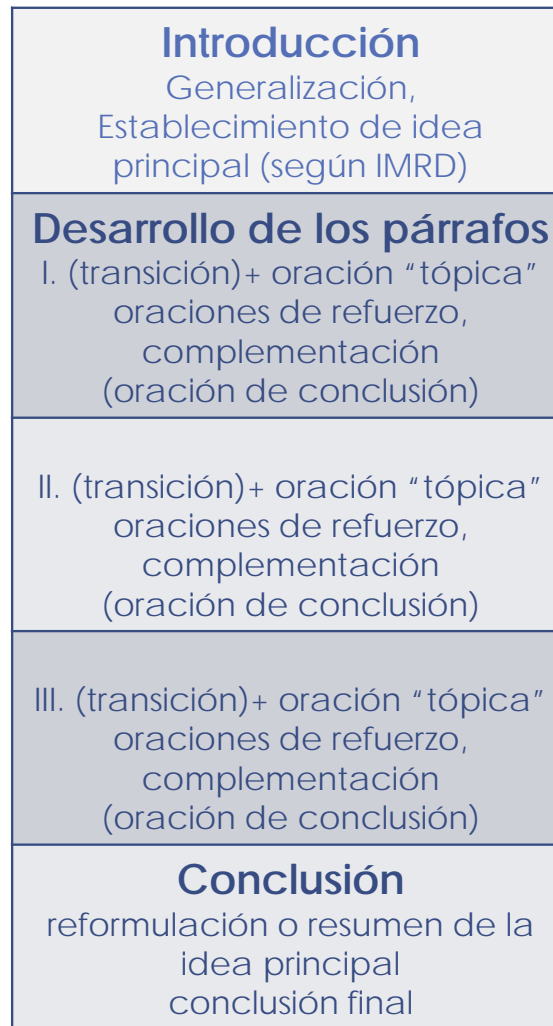 Introducción
Generalización,
Establecimiento de idea
principal (según IMRD)
Desarrollo de los párrafos
I. (transición)+ oración "tópica"
oraciones de refuerzo,
complementación
(oración de conclusión)
II. (transición)+ oración "tópica"
oraciones de refuerzo,
complementación
(oración de conclusión)
III. (transición)+ oración "tópica"
oraciones de refuerzo,
complementación
(oración de conclusión)
Conclusión
reformulación o resumen de la
idea principal
conclusión final